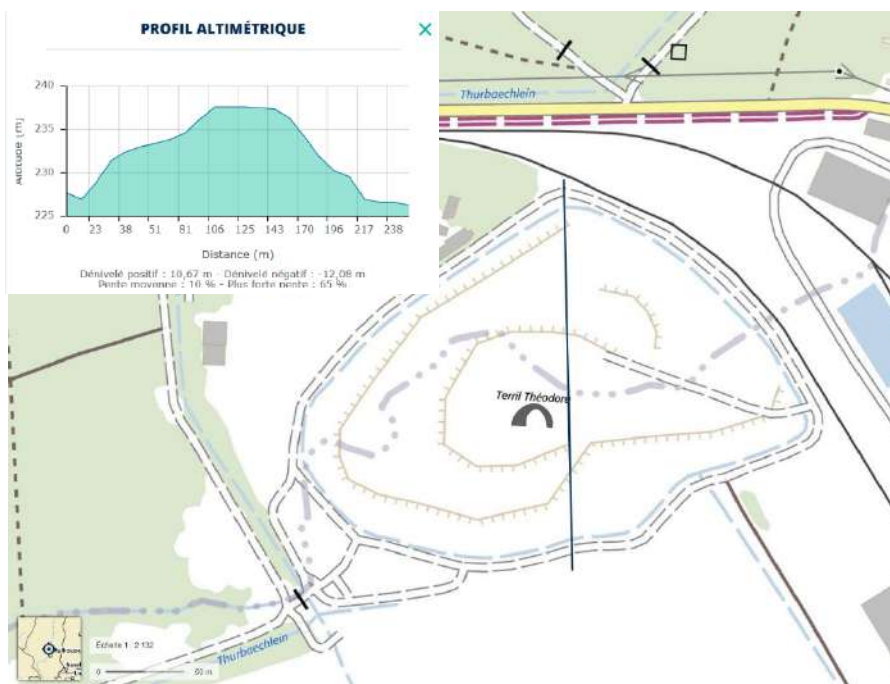 PROFIL ALTIMÉTRIQUE
×
240
235
230
225
Altitude (m)
0 23 38 51 81 106 125 143 170 196 217 238
Distance (m)
Dénivelé positif : 10,67 m - Dénivelé négatif : -12,08 m
Pente moyenne : 10 % - Plus forte pente : 65 %
Thurbaechlein
Terril Théodore
Thurbaechlein
Échelle 1 : 2 132
0 50 m